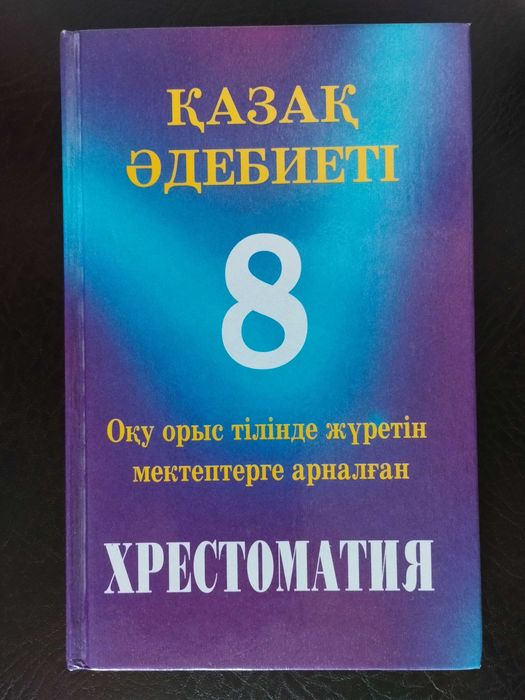 ҚАЗАҚ
ӘДЕБИЕТІ
8
Оқу орыс тілінде жүретін
мектептерге арналған
ХРЕСТОМАТИЯ